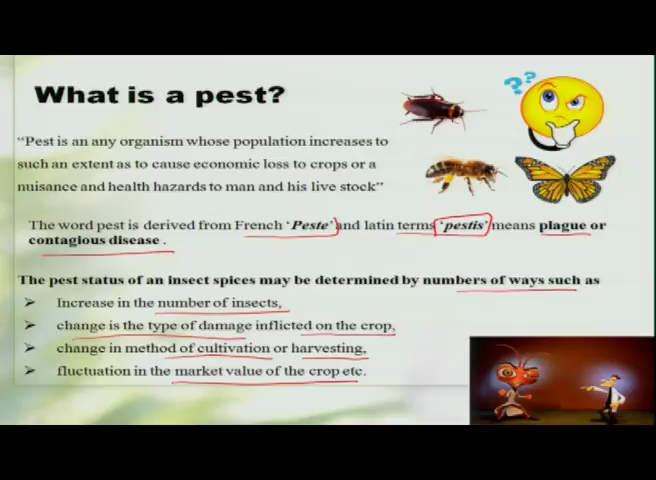 What is a pest?
??
"Pest is an any organism whose population increases to
such an extent as to cause economic loss to crops or a
nuisance and health hazards to man and his live stock"
The word pest is derived from French 'Peste' and latin terms 'pestis' means plague or
contagious disease .
The pest status of an insect spices may be determined by numbers of ways such as
➤ Increase in the number of insects,
➤ change is the type of damage inflicted on the crop,
➤ change in method of cultivation or harvesting,
➤ fluctuation in the market value of the crop etc.